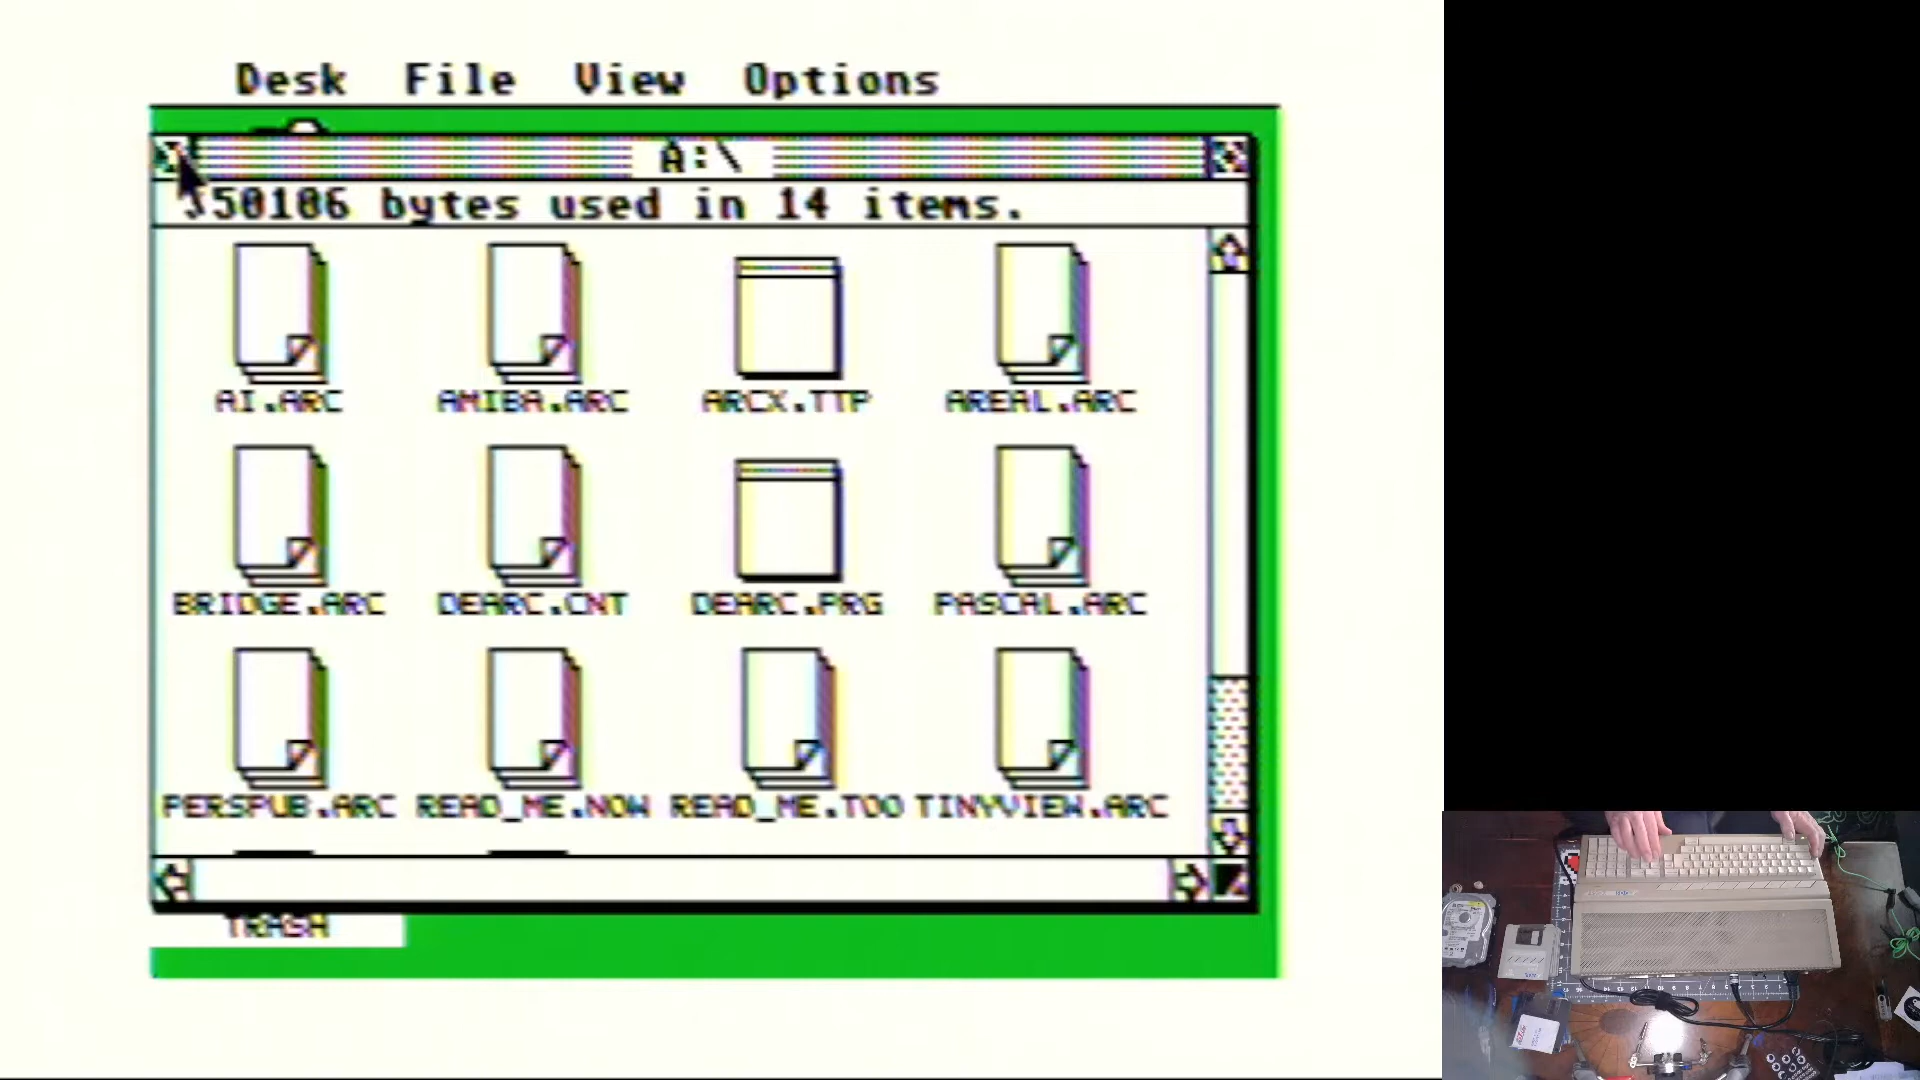 Desk File View Options
A:\
350106 bytes used in 14 items.
AI.ARC AMIBA.ARC ARCX.TTP AREAL.ARC
BRIDGE.ARC DEARC.CNT DEARC.PRG PASCAL.ARC
PERSPUB.ARC READ_ME.NOW READ_ME.TOO TINYVIEW.ARC
TRASH